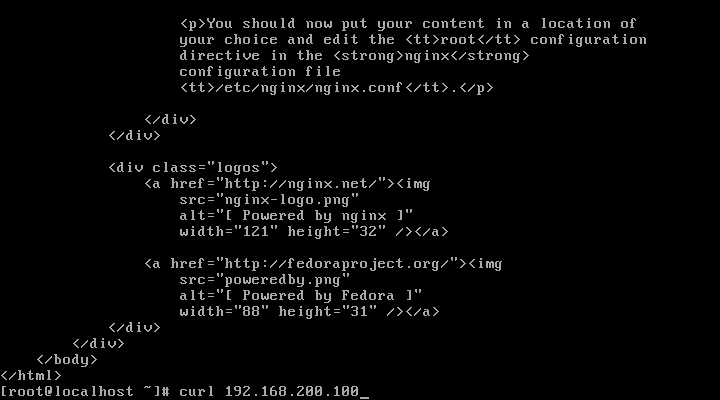 <p>You should now put your content in a location of
your choice and edit the <tt>root</tt> configuration
directive in the <strong>nginx</strong>
configuration file
<tt>/etc/nginx/nginx.conf</tt>.</p>
</div>
</div>
<div class="logos">
<a href="http://nginx.net/"><img
src="nginx-logo.png"
alt="[ Powered by nginx ]"
width="121" height="32" /></a>
<a href="http://fedoraproject.org/"><img
src="poweredby.png"
alt="[ Powered by Fedora ]"
width="88" height="31" /></a>
</div>
</div>
</body>
</html>
[root@localhost ~]# curl 192.168.200.100_